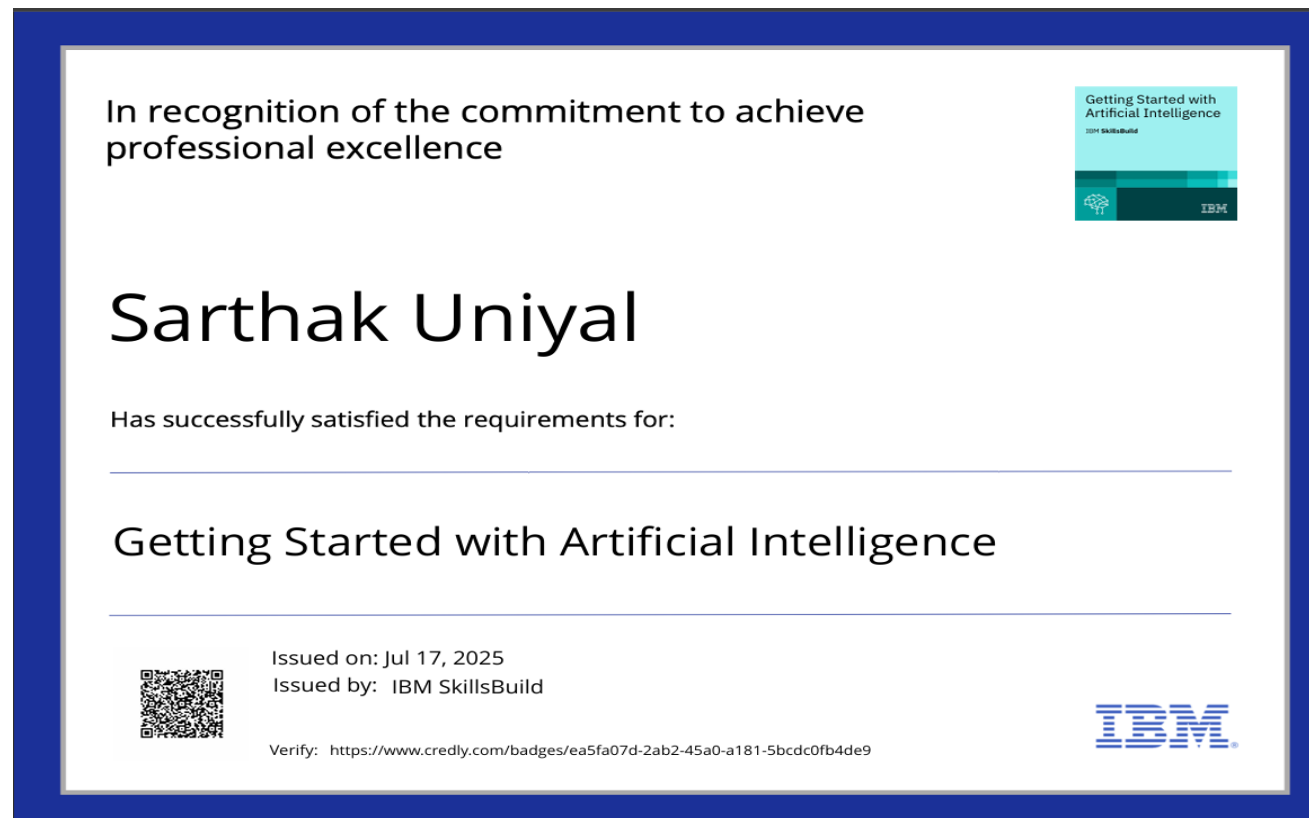 In recognition of the commitment to achieve
professional excellence
Getting Started with
Artificial Intelligence
IBM SkillsBuild
IBM
Sarthak Uniyal
Has successfully satisfied the requirements for:
Getting Started with Artificial Intelligence
Issued on: Jul 17, 2025
Issued by: IBM SkillsBuild
Verify: https://www.credly.com/badges/ea5fa07d-2ab2-45a0-a181-5bcdc0fb4de9
IBM®